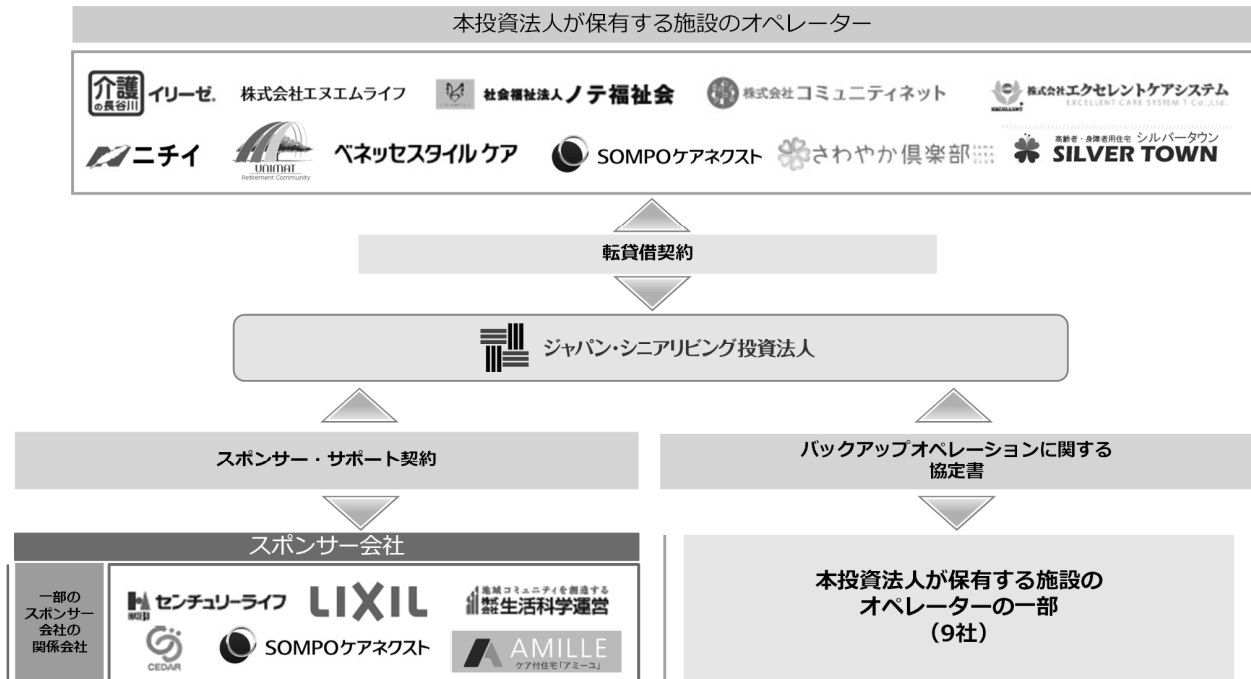 本投資法人が保有する施設のオペレーター
介護の長谷川 イリーゼ。
株式会社エヌエムライフ
社会福祉法人ノテ福祉会
株式会社コミュニティネット
EXCELLENT
株式会社エクセレントケアシステム
EXCELLENT CARE SYSTEM T Co.,Ltd.
ニチイ
UNIMAT
Retirement Community
ベネッセスタイル ケア
SOMPOケアネクスト
さわやか倶楽部
高齢者・身障者用住宅 シルバータウン
SILVER TOWN
転貸借契約
ジャパン・シニアリビング投資法人
スポンサー・サポート契約
バックアップオペレーションに関する
協定書
スポンサー会社
一部の
スポンサー
会社の
関係会社
センチュリーライフ
LIXIL
地域コミュニティを創造する
株式会社生活科学運営
CEDAR
SOMPOケアネクスト
AMILLE
ケア付住宅「アミーユ」
本投資法人が保有する施設の
オペレーターの一部
（9社）